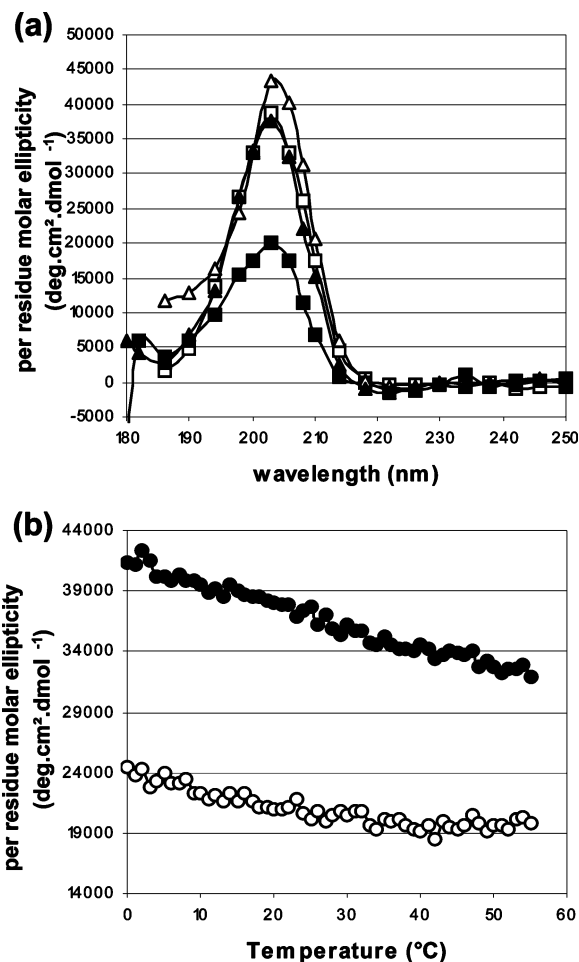 (a)
per residue molar ellipticity
(deg.cm².dmol ⁻¹)
50000
45000
40000
35000
30000
25000
20000
15000
10000
5000
0
-5000
180 190 200 210 220 230 240 250
wavelength (nm)
(b)
per residue molar ellipticity
(deg.cm².dmol ⁻¹)
44000
39000
34000
29000
24000
19000
14000
0 10 20 30 40 50 60
Temperature (°C)